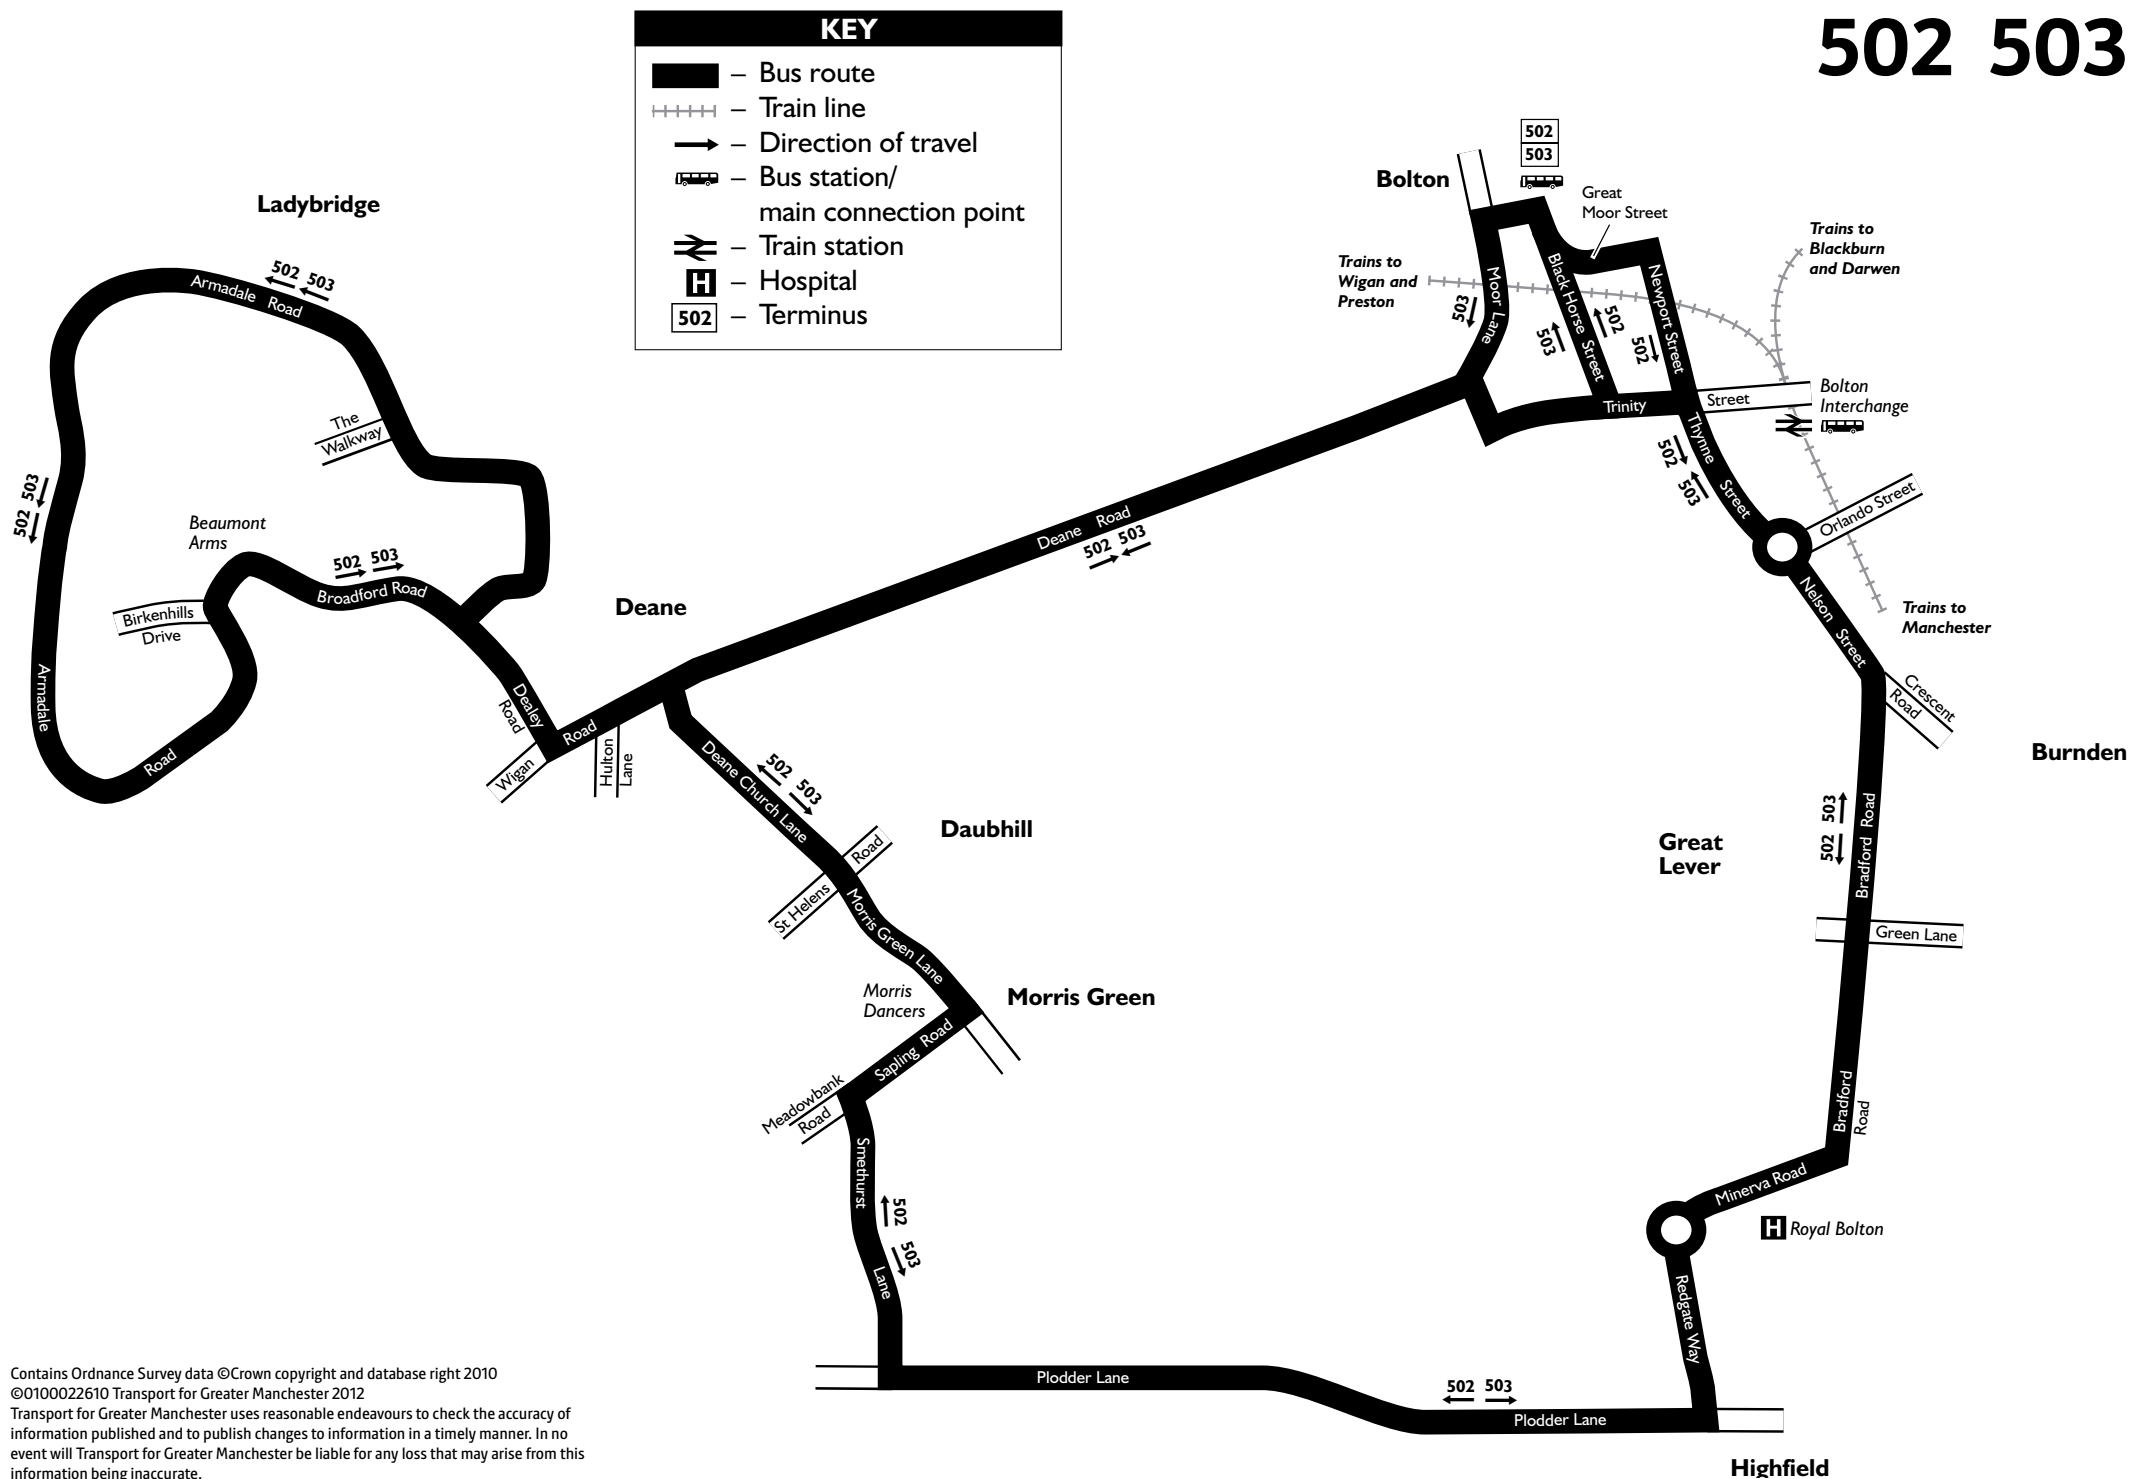 502 503
KEY
– Bus route
– Train line
– Direction of travel
– Bus station/
main connection point
– Train station
H – Hospital
502 – Terminus
502
503
Bolton
Great
Moor Street
Trains to
Blackburn
and Darwen
Trains to
Wigan and
Preston
Ladybridge
502 503
Armadale Road
Moor Lane
503
Black Horse Street
503
502
Newport Street
502
Trinity
Street
Bolton
Interchange
The
Walkway
Thynne Street
502
503
Orlando Street
503
502
Beaumont
Arms
502 503
Broadford Road
Birkenhills
Drive
Deane Road
502 503
Deane
Nelson Street
Trains to
Manchester
Armadale
Road
Dealey
Road
Road
Wigan
Hulton
Lane
Crescent
Road
Burnden
Deane Church Lane
502 503
Daubhill
St Helens
Road
Great
Lever
503
502
Bradford Road
Green Lane
Morris Green Lane
Morris
Dancers
Morris Green
Sapling Road
Meadowbank
Road
Bradford
Road
Smethurst
Lane
502
503
Minerva Road
H Royal Bolton
Redgate Way
Plodder Lane
502 503
Plodder Lane
Highfield
Contains Ordnance Survey data ©Crown copyright and database right 2010
©0100022610 Transport for Greater Manchester 2012
Transport for Greater Manchester uses reasonable endeavours to check the accuracy of
information published and to publish changes to information in a timely manner. In no
event will Transport for Greater Manchester be liable for any loss that may arise from this
information being inaccurate.